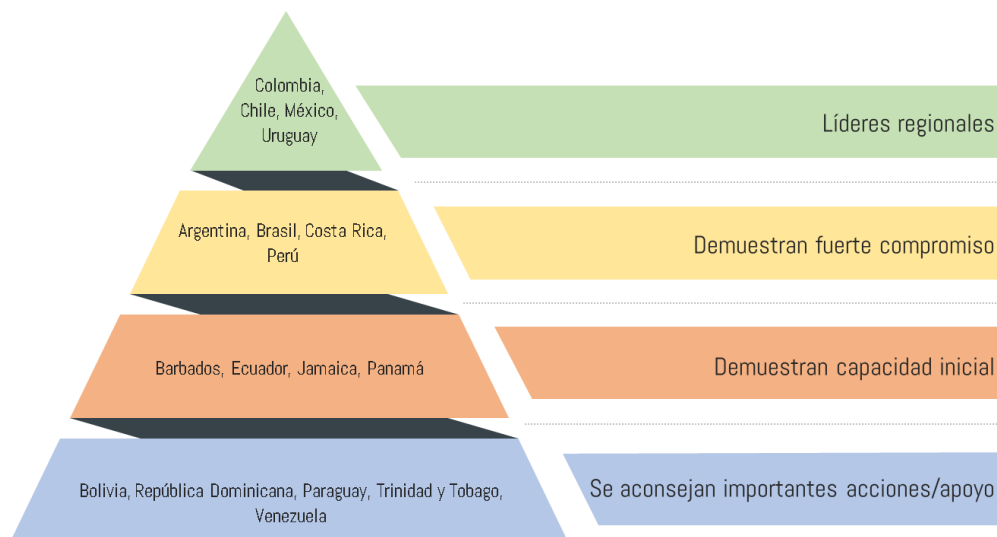 Colombia,
Chile, México,
Uruguay
Líderes regionales
Argentina, Brasil, Costa Rica,
Perú
Demuestran fuerte compromiso
Barbados, Ecuador, Jamaica, Panamá
Demuestran capacidad inicial
Bolivia, República Dominicana, Paraguay, Trinidad y Tobago,
Venezuela
Se aconsejan importantes acciones/apoyo